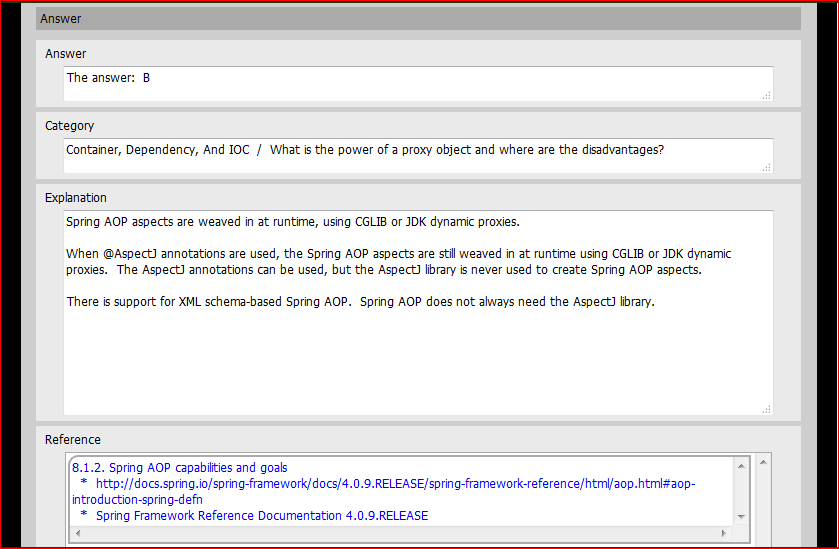 Answer
Answer
The answer:  B
Category
Container, Dependency, And IOC  /  What is the power of a proxy object and where are the disadvantages?
Explanation
Spring AOP aspects are weaved in at runtime, using CGLIB or JDK dynamic proxies.
When @AspectJ annotations are used, the Spring AOP aspects are still weaved in at runtime using CGLIB or JDK dynamic
proxies.  The AspectJ annotations can be used, but the AspectJ library is never used to create Spring AOP aspects.
There is support for XML schema-based Spring AOP.  Spring AOP does not always need the AspectJ library.
Reference
8.1.2. Spring AOP capabilities and goals
*  http://docs.spring.io/spring-framework/docs/4.0.9.RELEASE/spring-framework-reference/html/aop.html#aop-
introduction-spring-defn
*  Spring Framework Reference Documentation 4.0.9.RELEASE